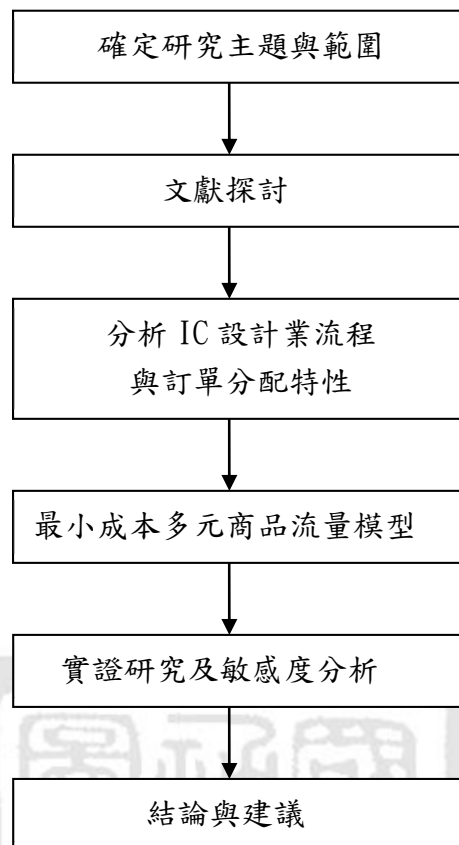 確定研究主題與範圍
文獻探討
分析 IC 設計業流程
與訂單分配特性
最小成本多元商品流量模型
實證研究及敏感度分析
結論與建議